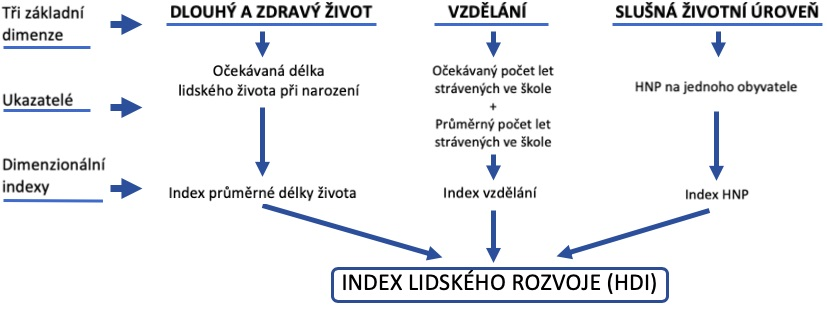 Tři základní
dimenze
DLOUHÝ A ZDRAVÝ ŽIVOT
VZDĚLÁNÍ
SLUŠNÁ ŽIVOTNÍ ÚROVEŇ
Ukazatelé
Očekávaná délka
lidského života při narození
Očekávaný počet let
strávených ve škole
+
Průměrný počet let
strávených ve škole
HNP na jednoho obyvatele
Dimenzionální
indexy
Index průměrné délky života
Index vzdělání
Index HNP
INDEX LIDSKÉHO ROZVOJE (HDI)